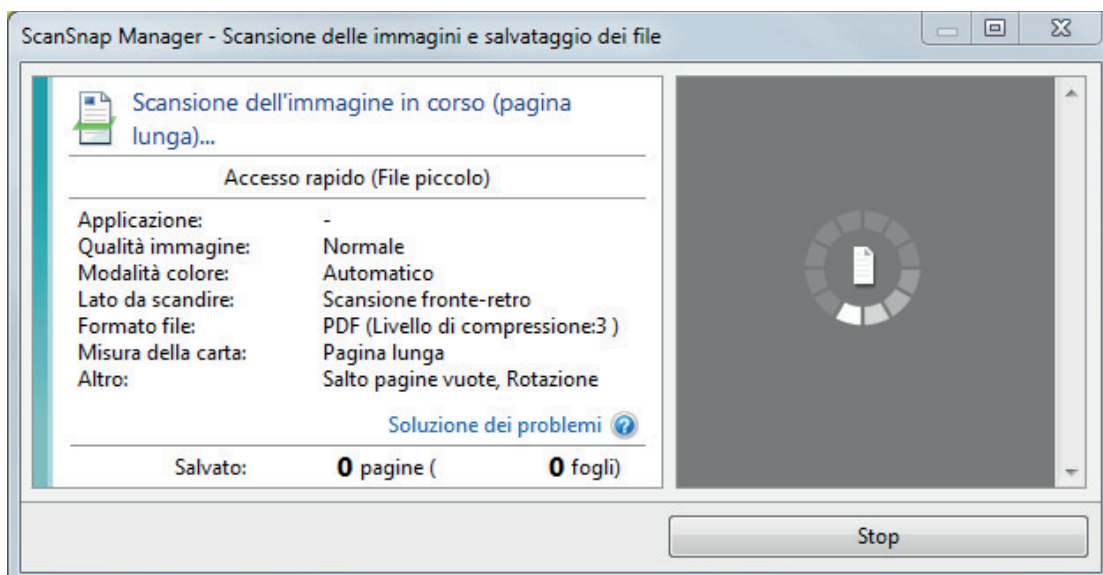 ScanSnap Manager - Scansione delle immagini e salvataggio dei file
Scansione dell'immagine in corso (pagina
lunga)...
Accesso rapido (File piccolo)
Applicazione: -
Qualità immagine: Normale
Modalità colore: Automatico
Lato da scandire: Scansione fronte-retro
Formato file: PDF (Livello di compressione:3 )
Misura della carta: Pagina lunga
Altro: Salto pagine vuote, Rotazione
Soluzione dei problemi ?
Salvato: 0 pagine ( 0 fogli)
Stop